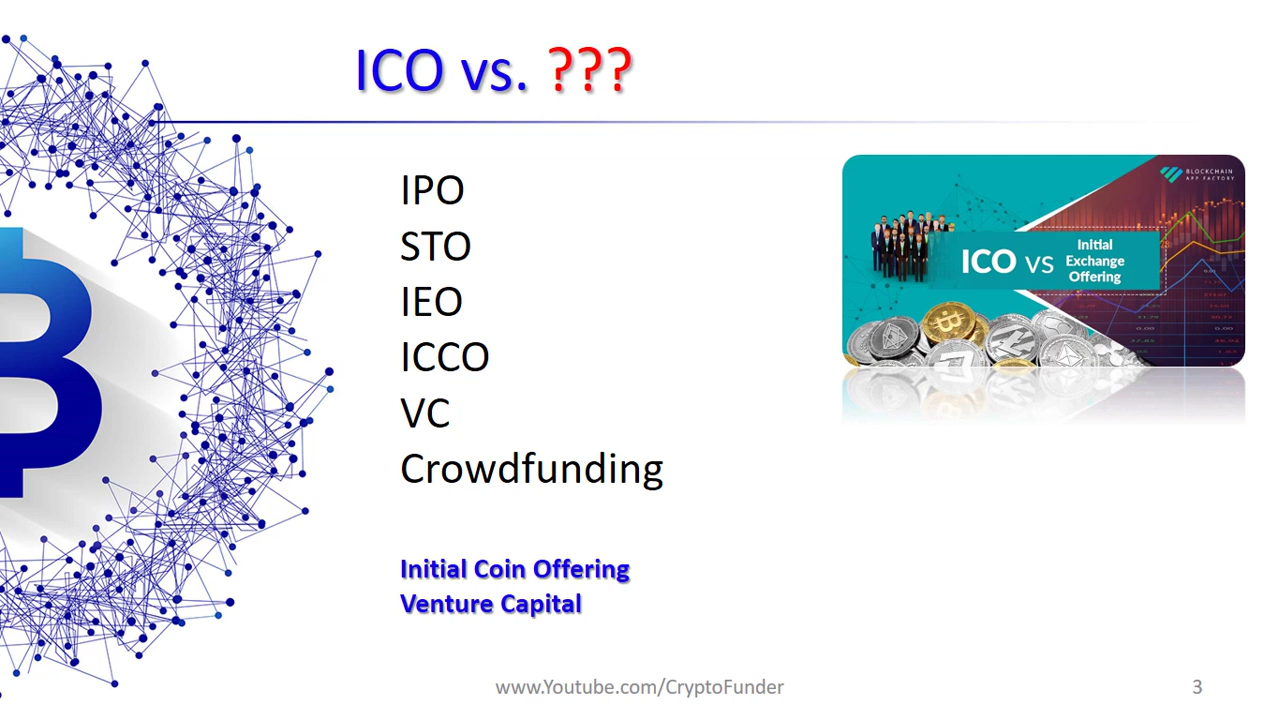 ICO vs. ???
IPO
STO
IEO
ICCO
VC
Crowdfunding
Initial Coin Offering
Venture Capital
BLOCKCHAIN
APP FACTORY
ICO vs Initial
Exchange
Offering
www.Youtube.com/CryptoFunder
3